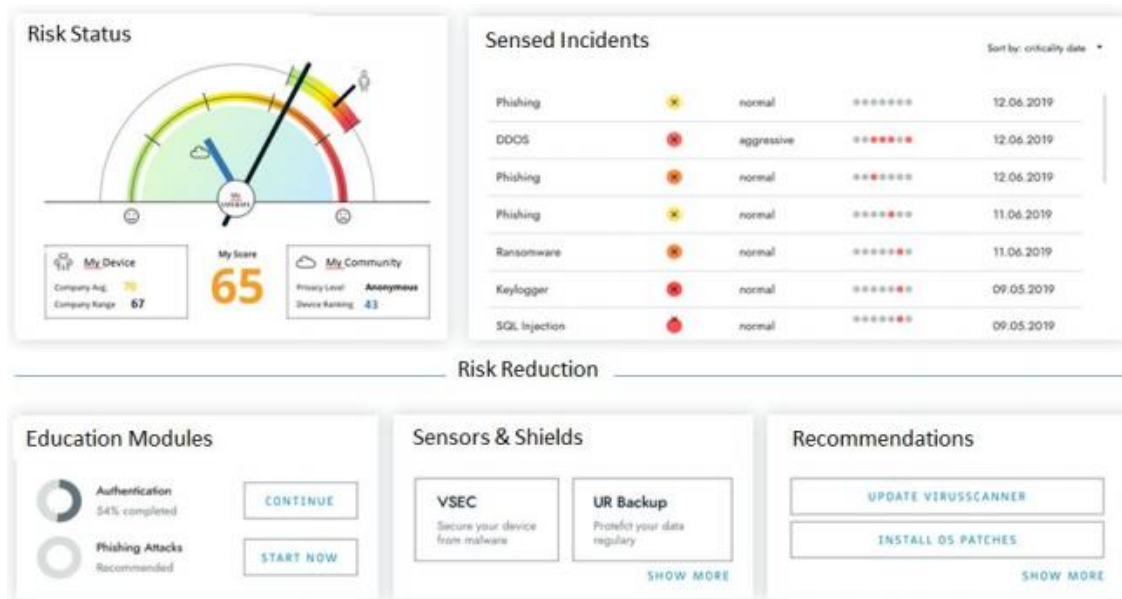 Risk Status
My Device
Company Avg. 70
Company Range 67
My Score
65
My Community
Privacy Level Anonymous
Device Ranking 43
Sensed Incidents
Sort by: criticality date
Phishing normal 12.06.2019
DDOS aggressive 12.06.2019
Phishing normal 12.06.2019
Phishing normal 11.06.2019
Ransomware normal 11.06.2019
Keylogger normal 09.05.2019
SQL Injection normal 09.05.2019
Risk Reduction
Education Modules
Authentication
54% completed
CONTINUE
Phishing Attacks
Recommended
START NOW
Sensors & Shields
VSEC
Secure your device
from malware
UR Backup
Protefct your data
regulary
SHOW MORE
Recommendations
UPDATE VIRUSSCANNER
INSTALL OS PATCHES
SHOW MORE